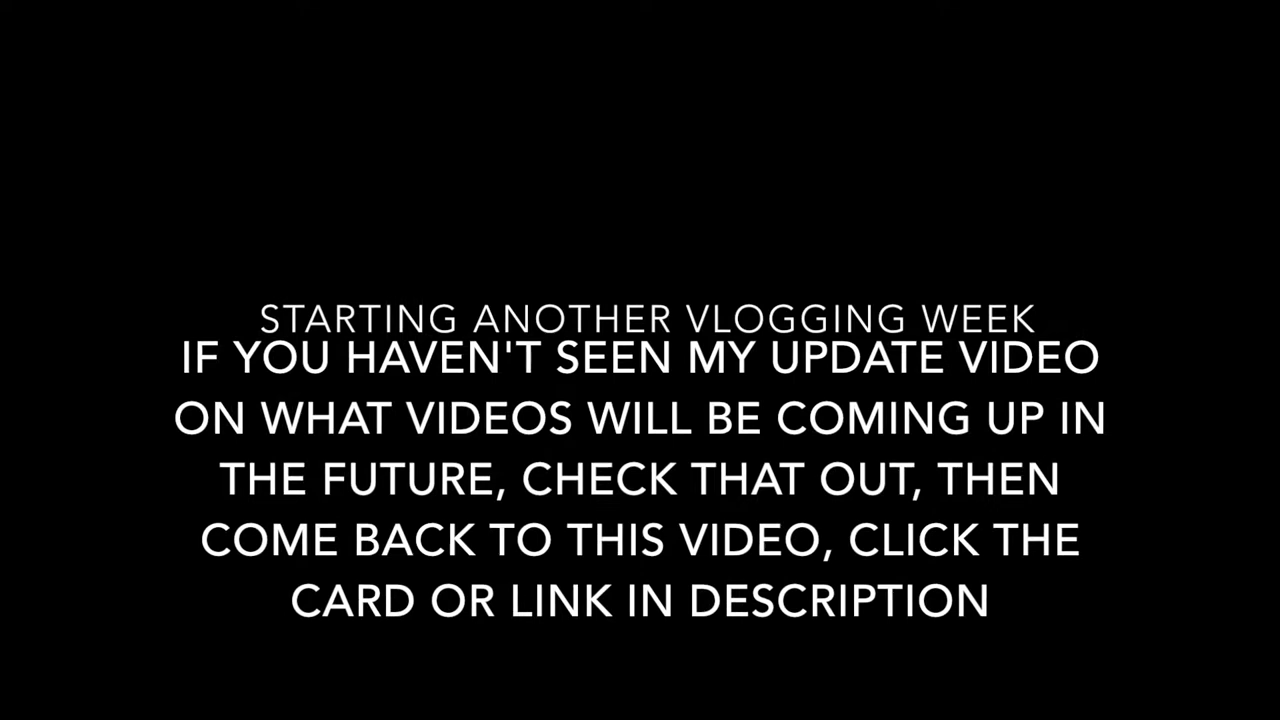 STARTING ANOTHER VLOGGING WEEK
IF YOU HAVEN'T SEEN MY UPDATE VIDEO
ON WHAT VIDEOS WILL BE COMING UP IN
THE FUTURE, CHECK THAT OUT, THEN
COME BACK TO THIS VIDEO, CLICK THE
CARD OR LINK IN DESCRIPTION